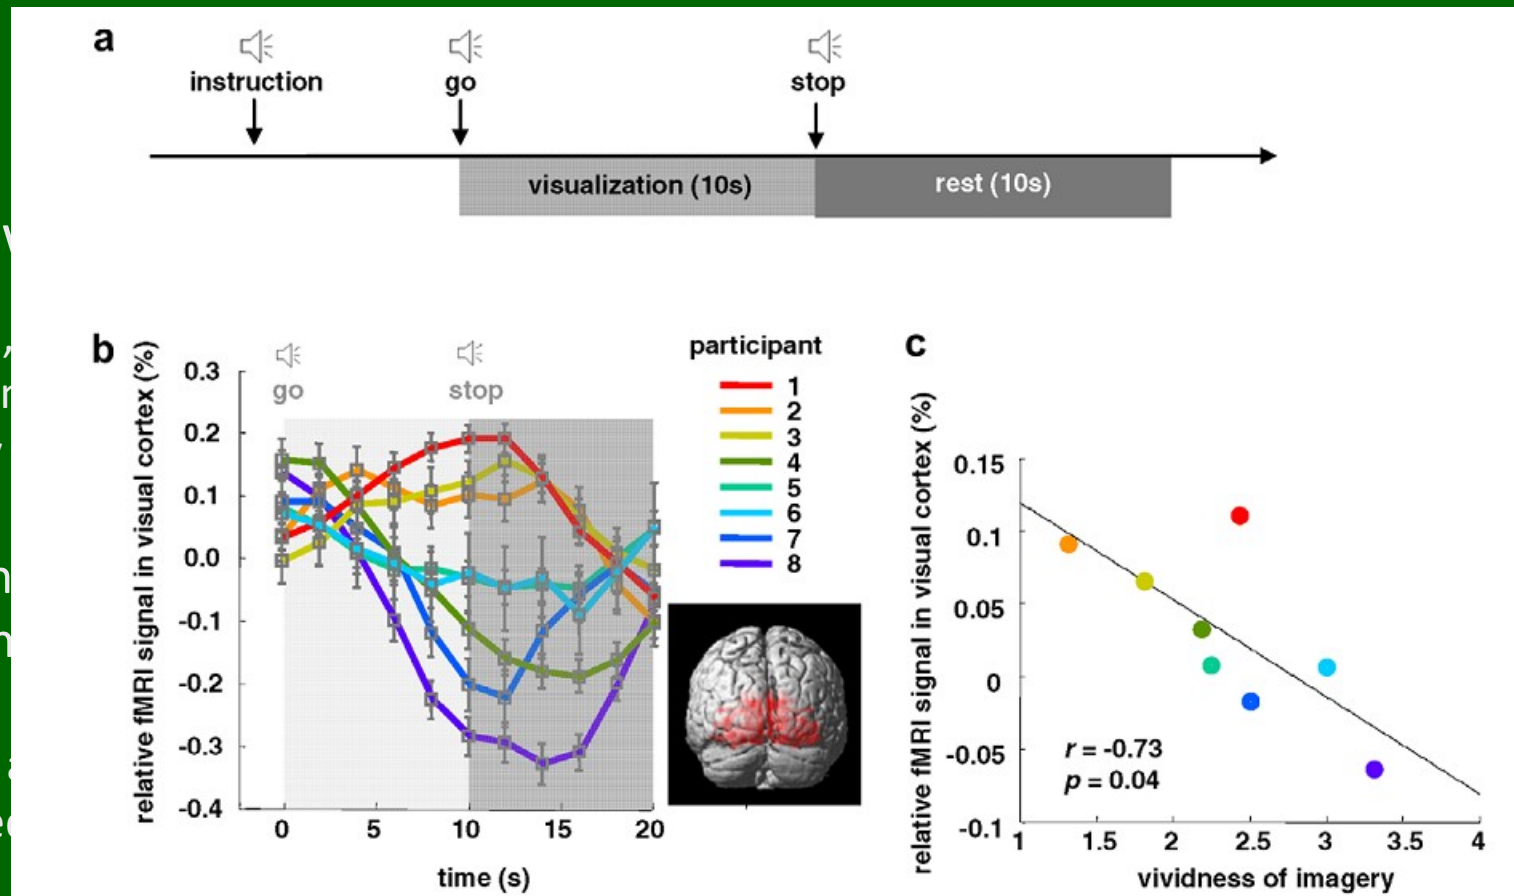 a
instruction
go
stop
visualization (10s)
rest (10s)
b
relative fMRI signal in visual cortex (%)
go
stop
0.3
0.2
0.1
0.0
-0.1
-0.2
-0.3
-0.4
0 5 10 15 20
time (s)
participant
1
2
3
4
5
6
7
8
c
relative fMRI signal in visual cortex (%)
0.15
0.1
0.05
0
-0.05
-0.1
r = -0.73
p = 0.04
1 1.5 2 2.5 3 3.5 4
vividness of imagery